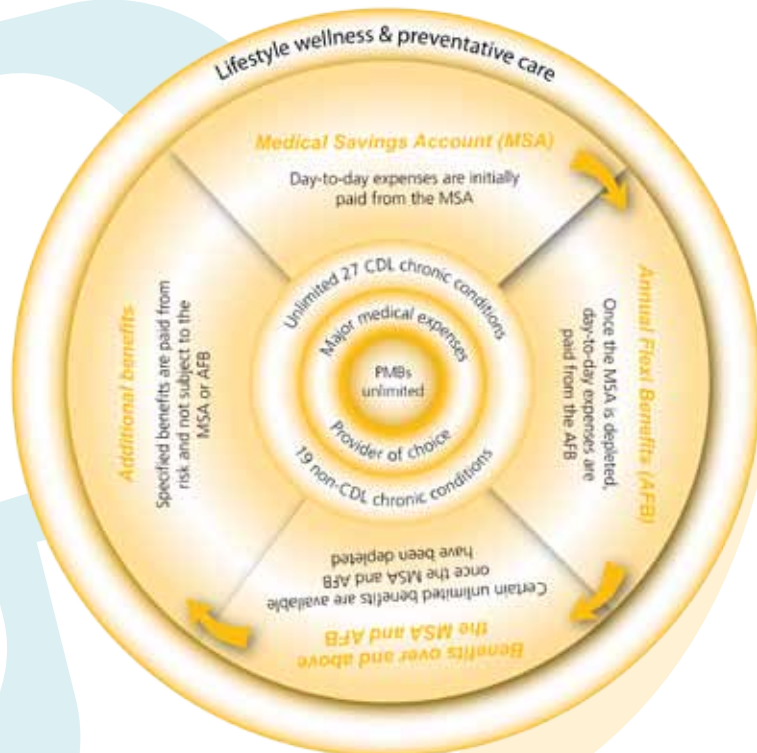 Lifestyle wellness & preventative care
Medical Savings Account (MSA)
Day-to-day expenses are initially
paid from the MSA
Annual Flexi Benefits (AFB)
Once the MSA is depleted,
day-to-day expenses are
paid from the AFB
Benefits over and above
the MSA and AFB
Certain unlimited benefits are available
once the MSA and AFB
have been depleted
Additional benefits
Specified benefits are paid from
risk and not subject to the
MSA or AFB
Unlimited 27 CDL chronic conditions
19 non-CDL chronic conditions
Major medical expenses
Provider of choice
PMBs
unlimited